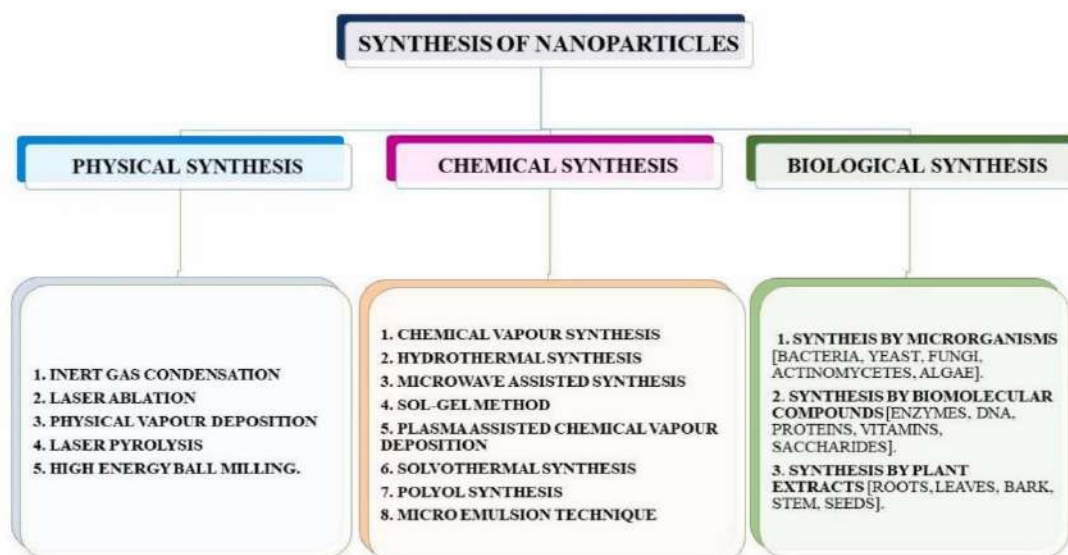 SYNTHESIS OF NANOPARTICLES
PHYSICAL SYNTHESIS
CHEMICAL SYNTHESIS
BIOLOGICAL SYNTHESIS
1. INERT GAS CONDENSATION
2. LASER ABLATION
3. PHYSICAL VAPOUR DEPOSITION
4. LASER PYROLYSIS
5. HIGH ENERGY BALL MILLING.
1. CHEMICAL VAPOUR SYNTHESIS
2. HYDROTHERMAL SYNTHESIS
3. MICROWAVE ASSISTED SYNTHESIS
4. SOL-GEL METHOD
5. PLASMA ASSISTED CHEMICAL VAPOUR
DEPOSITION
6. SOLVOTHERMAL SYNTHESIS
7. POLYOL SYNTHESIS
8. MICRO EMULSION TECHNIQUE
1. SYNTHEIS BY MICRORGANISMS
[BACTERIA, YEAST, FUNGI,
ACTINOMYCETES, ALGAE].
2. SYNTHESIS BY BIOMOLECULAR
COMPOUNDS [ENZYMES, DNA,
PROTEINS, VITAMINS,
SACCHARIDES].
3. SYNTHESIS BY PLANT
EXTRACTS [ROOTS, LEAVES, BARK,
STEM, SEEDS].